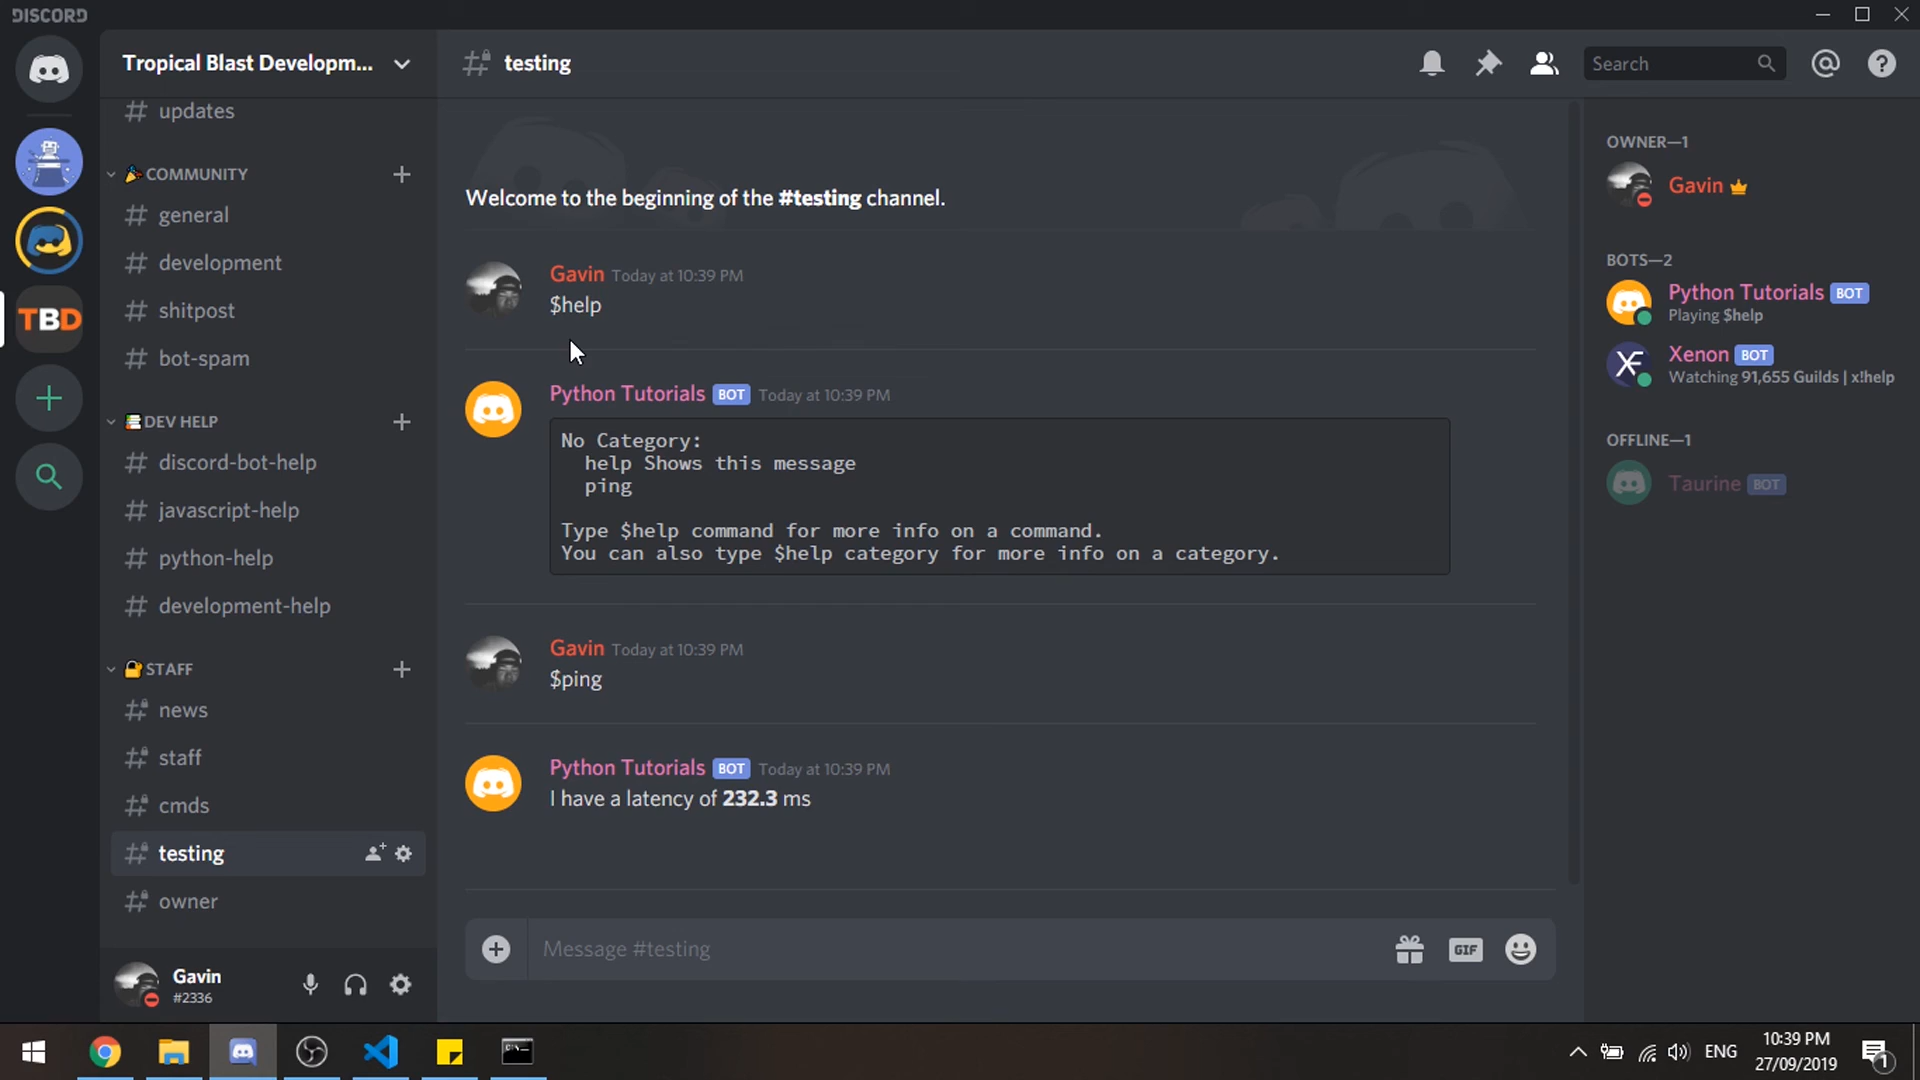 DISCORD
Tropical Blast Developm...
updates
COMMUNITY
general
development
shitpost
bot-spam
DEV HELP
discord-bot-help
javascript-help
python-help
development-help
STAFF
news
staff
cmds
testing
owner
Gavin
#2336
TBD
testing
Search
Welcome to the beginning of the #testing channel.
Gavin Today at 10:39 PM
$help
Python Tutorials BOT Today at 10:39 PM
No Category:
help Shows this message
ping
Type $help command for more info on a command.
You can also type $help category for more info on a category.
Gavin Today at 10:39 PM
$ping
Python Tutorials BOT Today at 10:39 PM
I have a latency of 232.3 ms
Message #testing
GIF
OWNER—1
Gavin
BOTS—2
Python Tutorials BOT
Playing $help
Xenon BOT
Watching 91,655 Guilds | x!help
OFFLINE—1
Taurine BOT
ENG
10:39 PM
27/09/2019
1